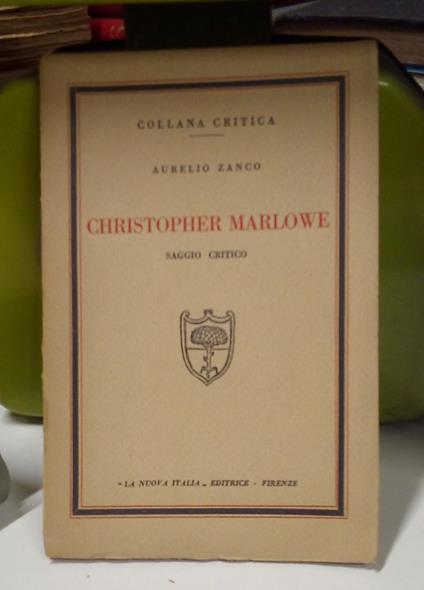 COLLANA CRITICA
AURELIO ZANCO
CHRISTOPHER MARLOWE
SAGGIO CRITICO
"LA NUOVA ITALIA„ EDITRICE - FIRENZE